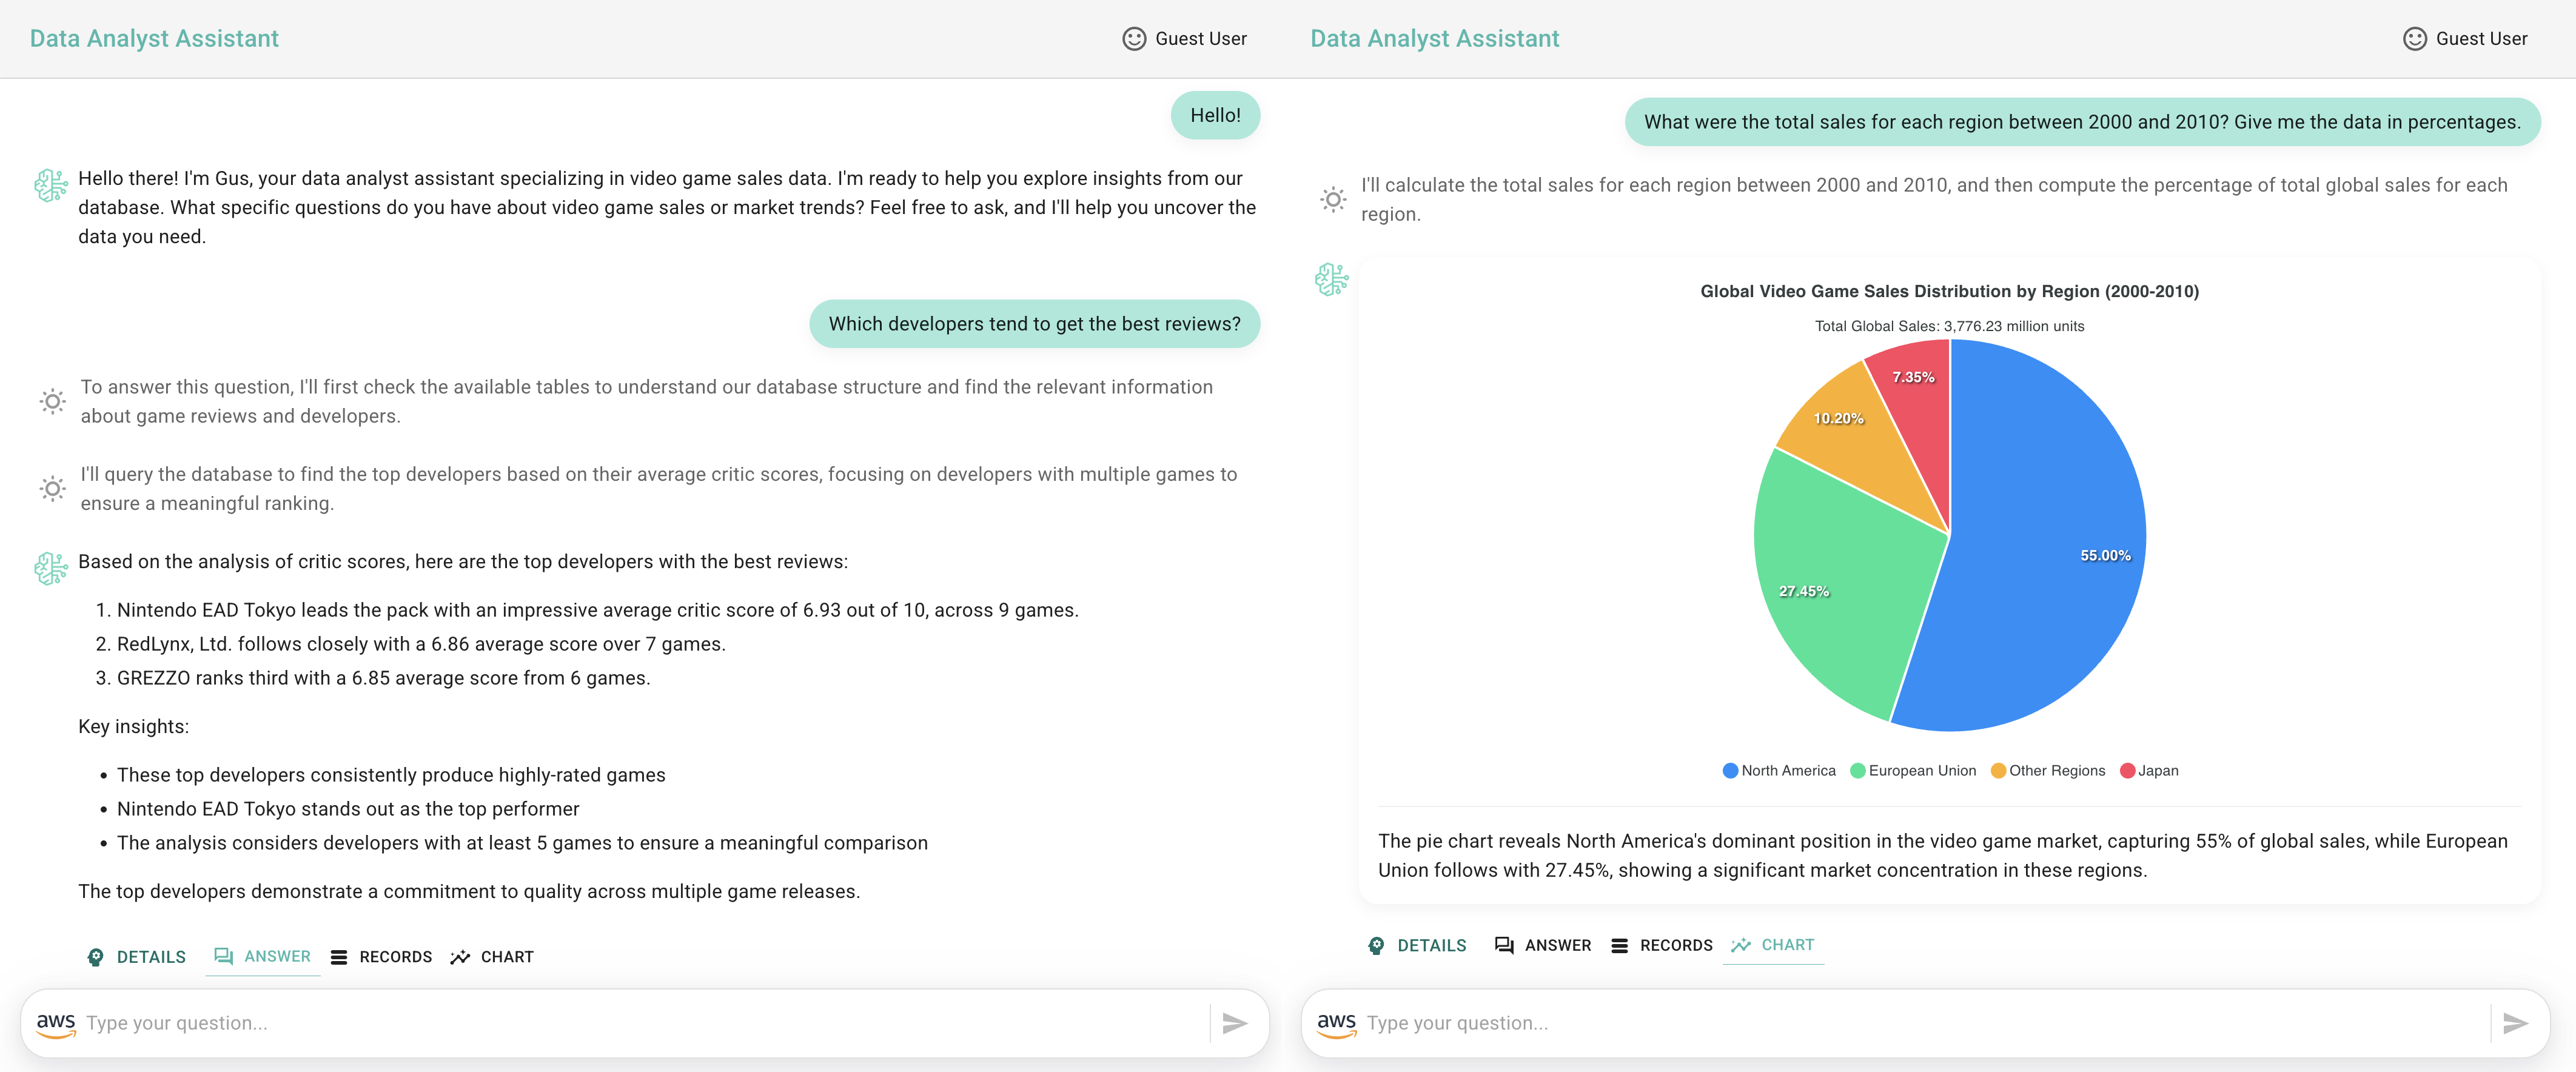 Data Analyst Assistant
Guest User
Hello!
Hello there! I'm Gus, your data analyst assistant specializing in video game sales data. I'm ready to help you explore insights from our
database. What specific questions do you have about video game sales or market trends? Feel free to ask, and I'll help you uncover the
data you need.
Which developers tend to get the best reviews?
To answer this question, I'll first check the available tables to understand our database structure and find the relevant information
about game reviews and developers.
I'll query the database to find the top developers based on their average critic scores, focusing on developers with multiple games to
ensure a meaningful ranking.
Based on the analysis of critic scores, here are the top developers with the best reviews:
1. Nintendo EAD Tokyo leads the pack with an impressive average critic score of 6.93 out of 10, across 9 games.
2. RedLynx, Ltd. follows closely with a 6.86 average score over 7 games.
3. GREZZO ranks third with a 6.85 average score from 6 games.
Key insights:
• These top developers consistently produce highly-rated games
• Nintendo EAD Tokyo stands out as the top performer
• The analysis considers developers with at least 5 games to ensure a meaningful comparison
The top developers demonstrate a commitment to quality across multiple game releases.
DETAILS ANSWER RECORDS CHART
aws Type your question...
Data Analyst Assistant
Guest User
What were the total sales for each region between 2000 and 2010? Give me the data in percentages.
I'll calculate the total sales for each region between 2000 and 2010, and then compute the percentage of total global sales for each
region.
Global Video Game Sales Distribution by Region (2000-2010)
Total Global Sales: 3,776.23 million units
7.35%
10.20%
55.00%
27.45%
North America European Union Other Regions Japan
The pie chart reveals North America's dominant position in the video game market, capturing 55% of global sales, while European
Union follows with 27.45%, showing a significant market concentration in these regions.
DETAILS ANSWER RECORDS CHART
aws Type your question...